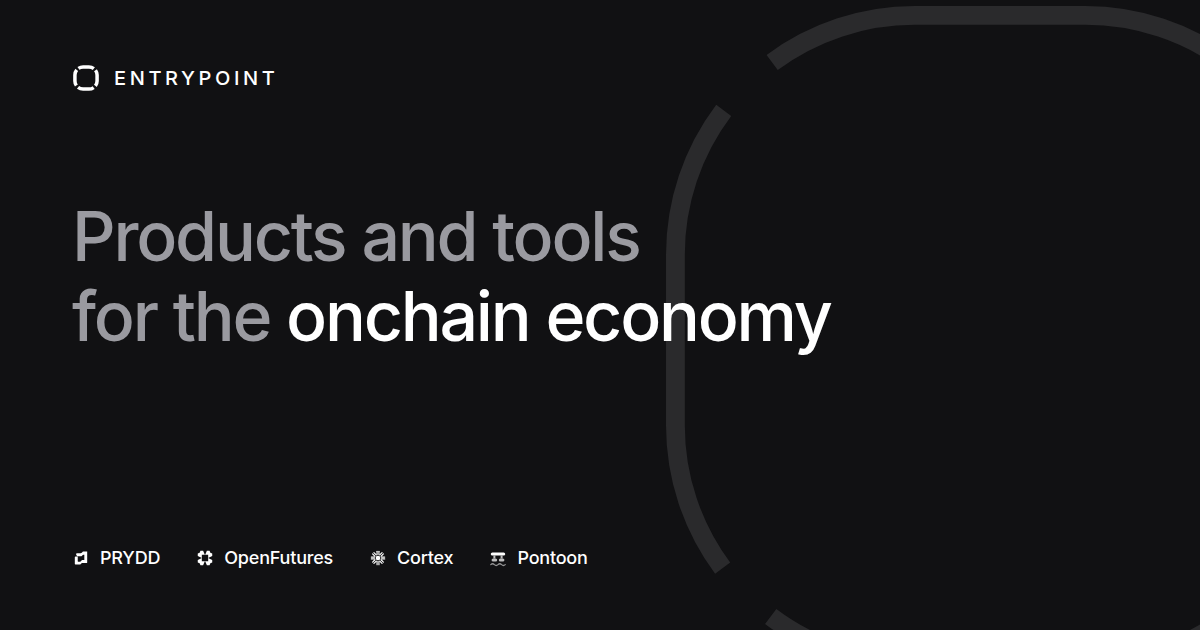 ENTRYPOINT
Products and tools
for the onchain economy
PRYDD OpenFutures Cortex Pontoon